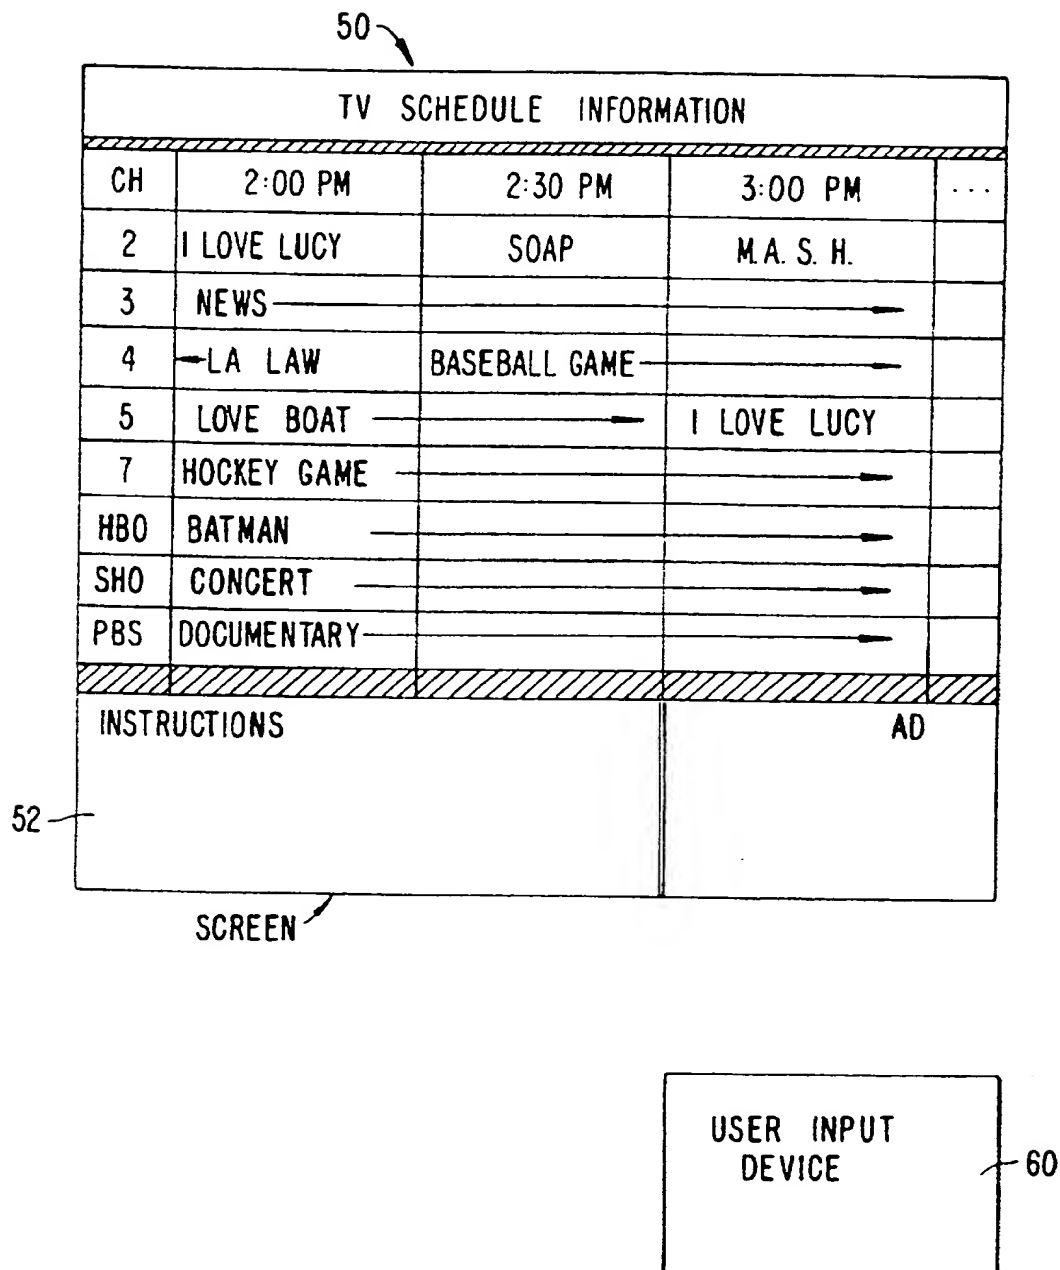 50
TV SCHEDULE INFORMATION
CH 2:00 PM 2:30 PM 3:00 PM ...
2 I LOVE LUCY SOAP M.A.S.H.
3 NEWS
4 LA LAW BASEBALL GAME
5 LOVE BOAT I LOVE LUCY
7 HOCKEY GAME
HBO BATMAN
SHO CONCERT
PBS DOCUMENTARY
INSTRUCTIONS AD
52
SCREEN
USER INPUT
DEVICE
60